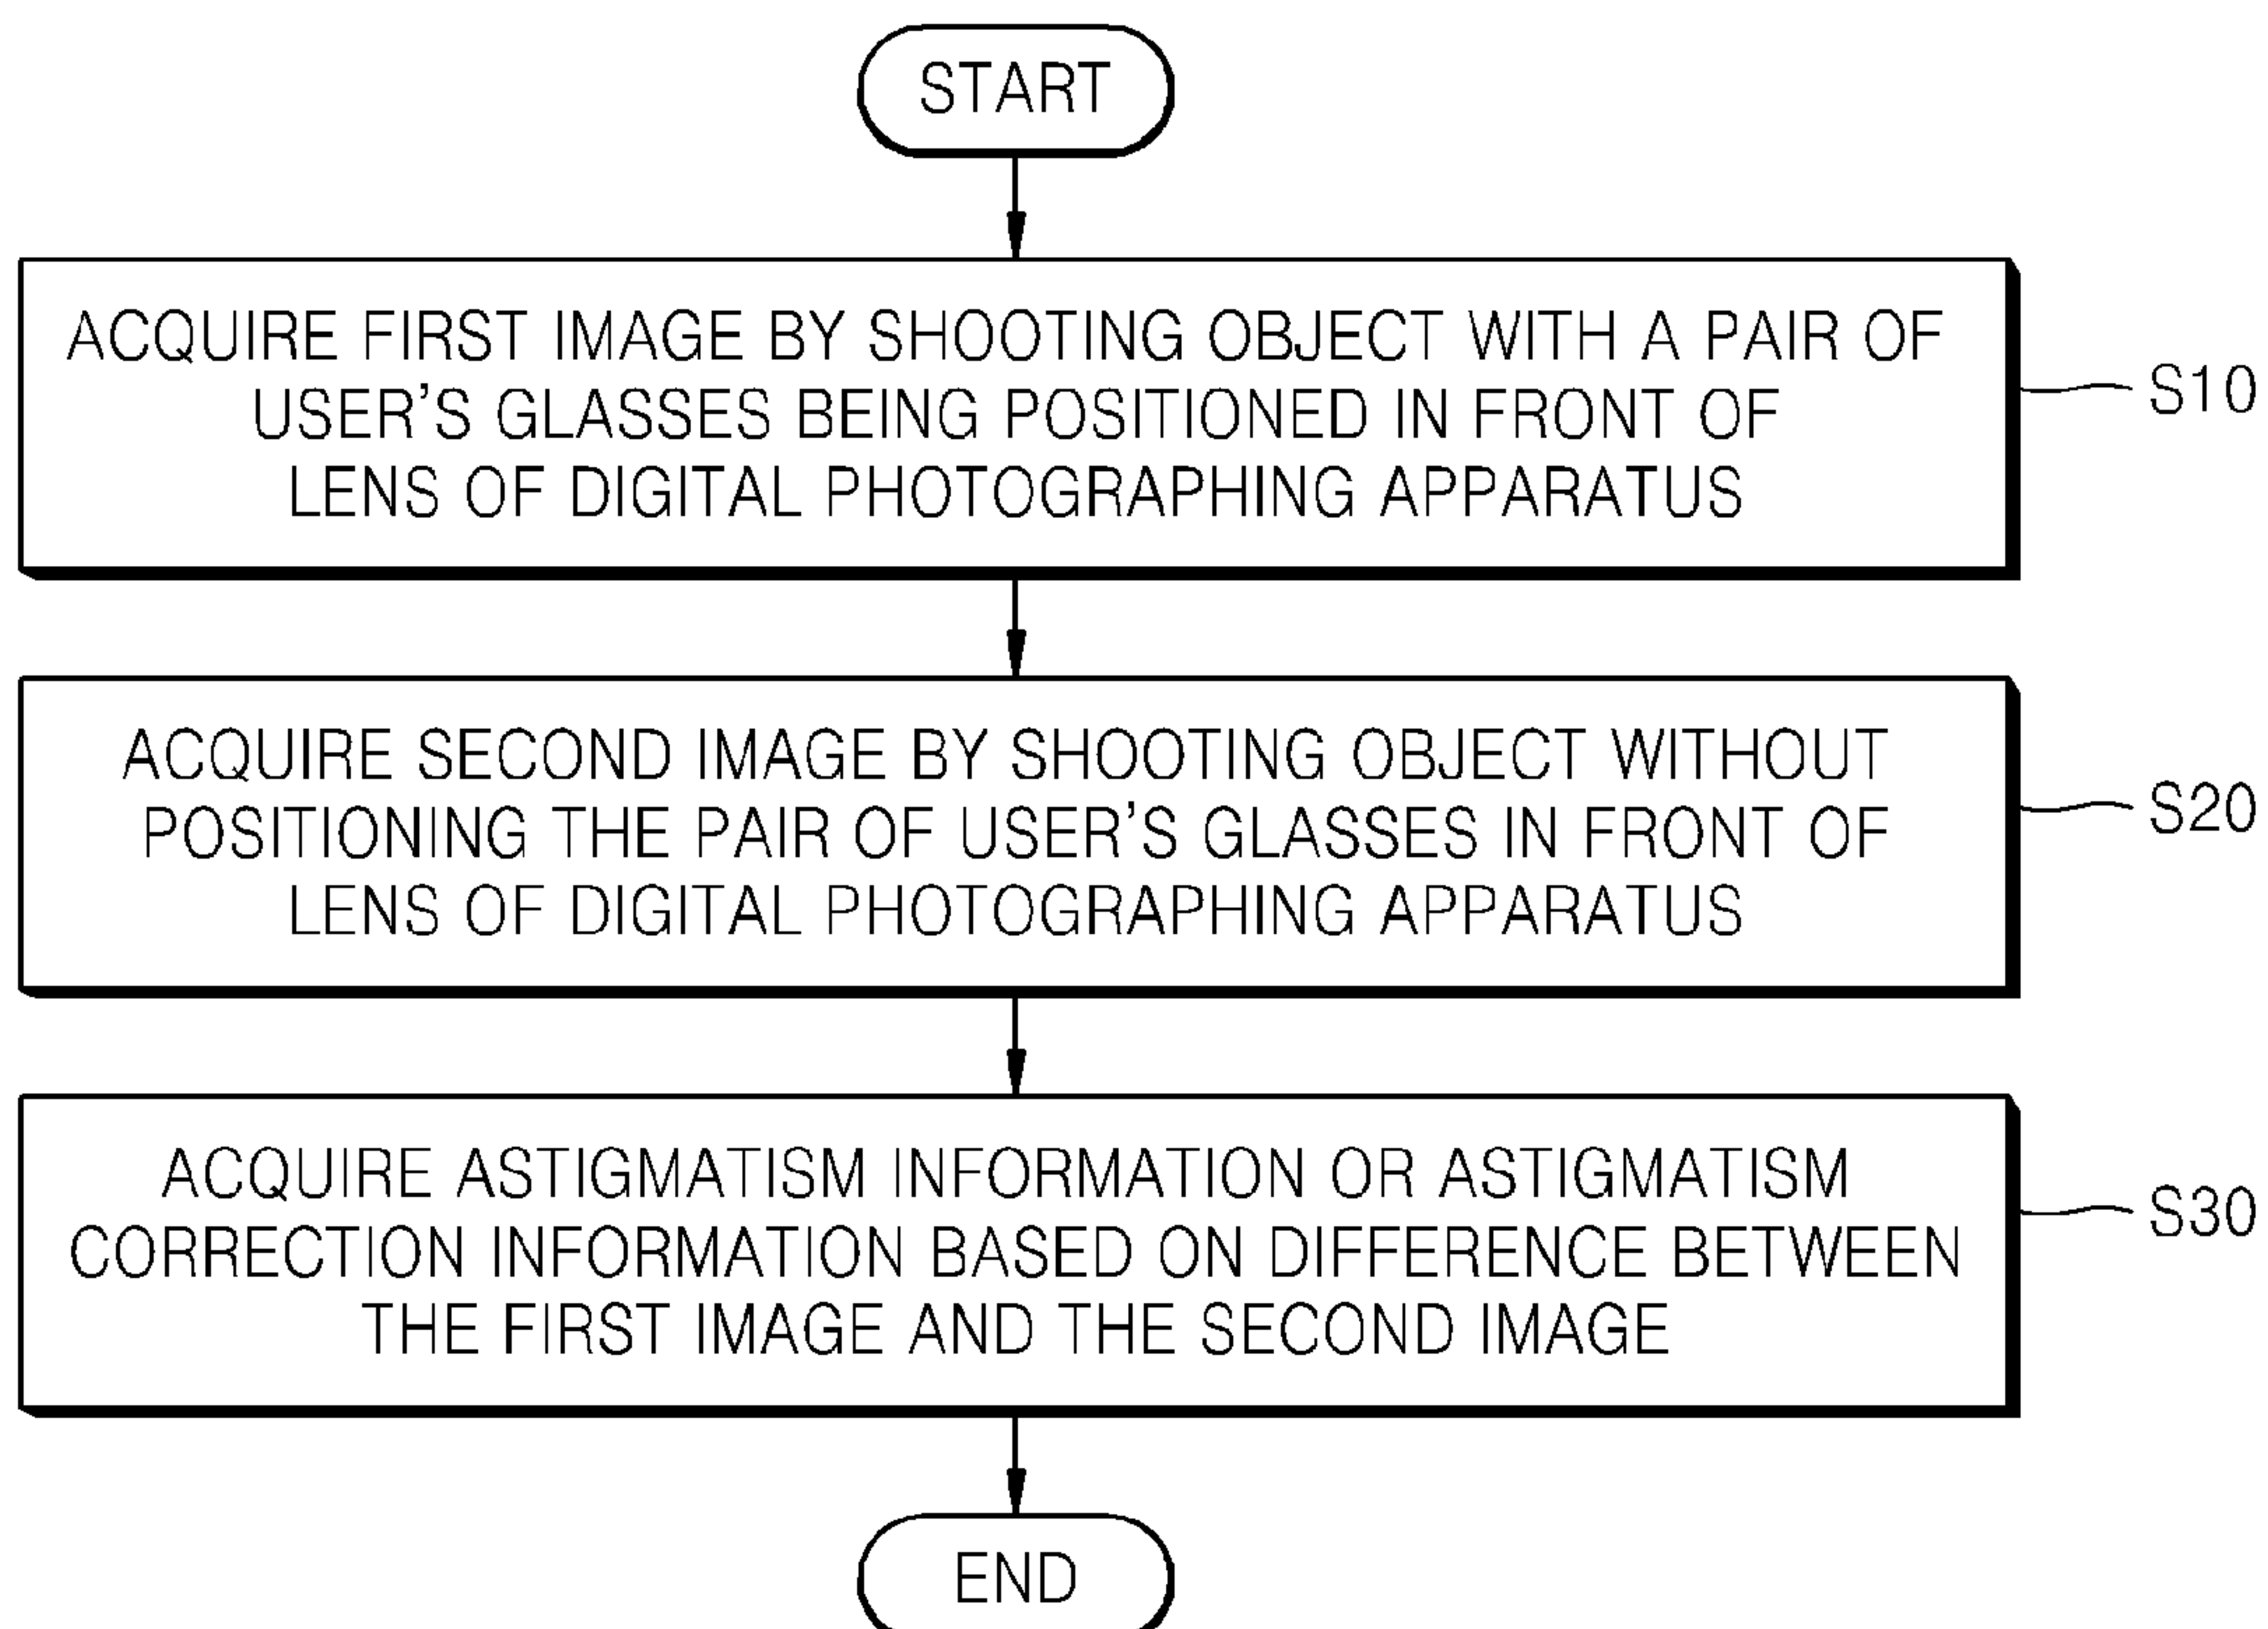 START
ACQUIRE FIRST IMAGE BY SHOOTING OBJECT WITH A PAIR OF
USER'S GLASSES BEING POSITIONED IN FRONT OF
LENS OF DIGITAL PHOTOGRAPHING APPARATUS
S10
ACQUIRE SECOND IMAGE BY SHOOTING OBJECT WITHOUT
POSITIONING THE PAIR OF USER'S GLASSES IN FRONT OF
LENS OF DIGITAL PHOTOGRAPHING APPARATUS
S20
ACQUIRE ASTIGMATISM INFORMATION OR ASTIGMATISM
CORRECTION INFORMATION BASED ON DIFFERENCE BETWEEN
THE FIRST IMAGE AND THE SECOND IMAGE
S30
END